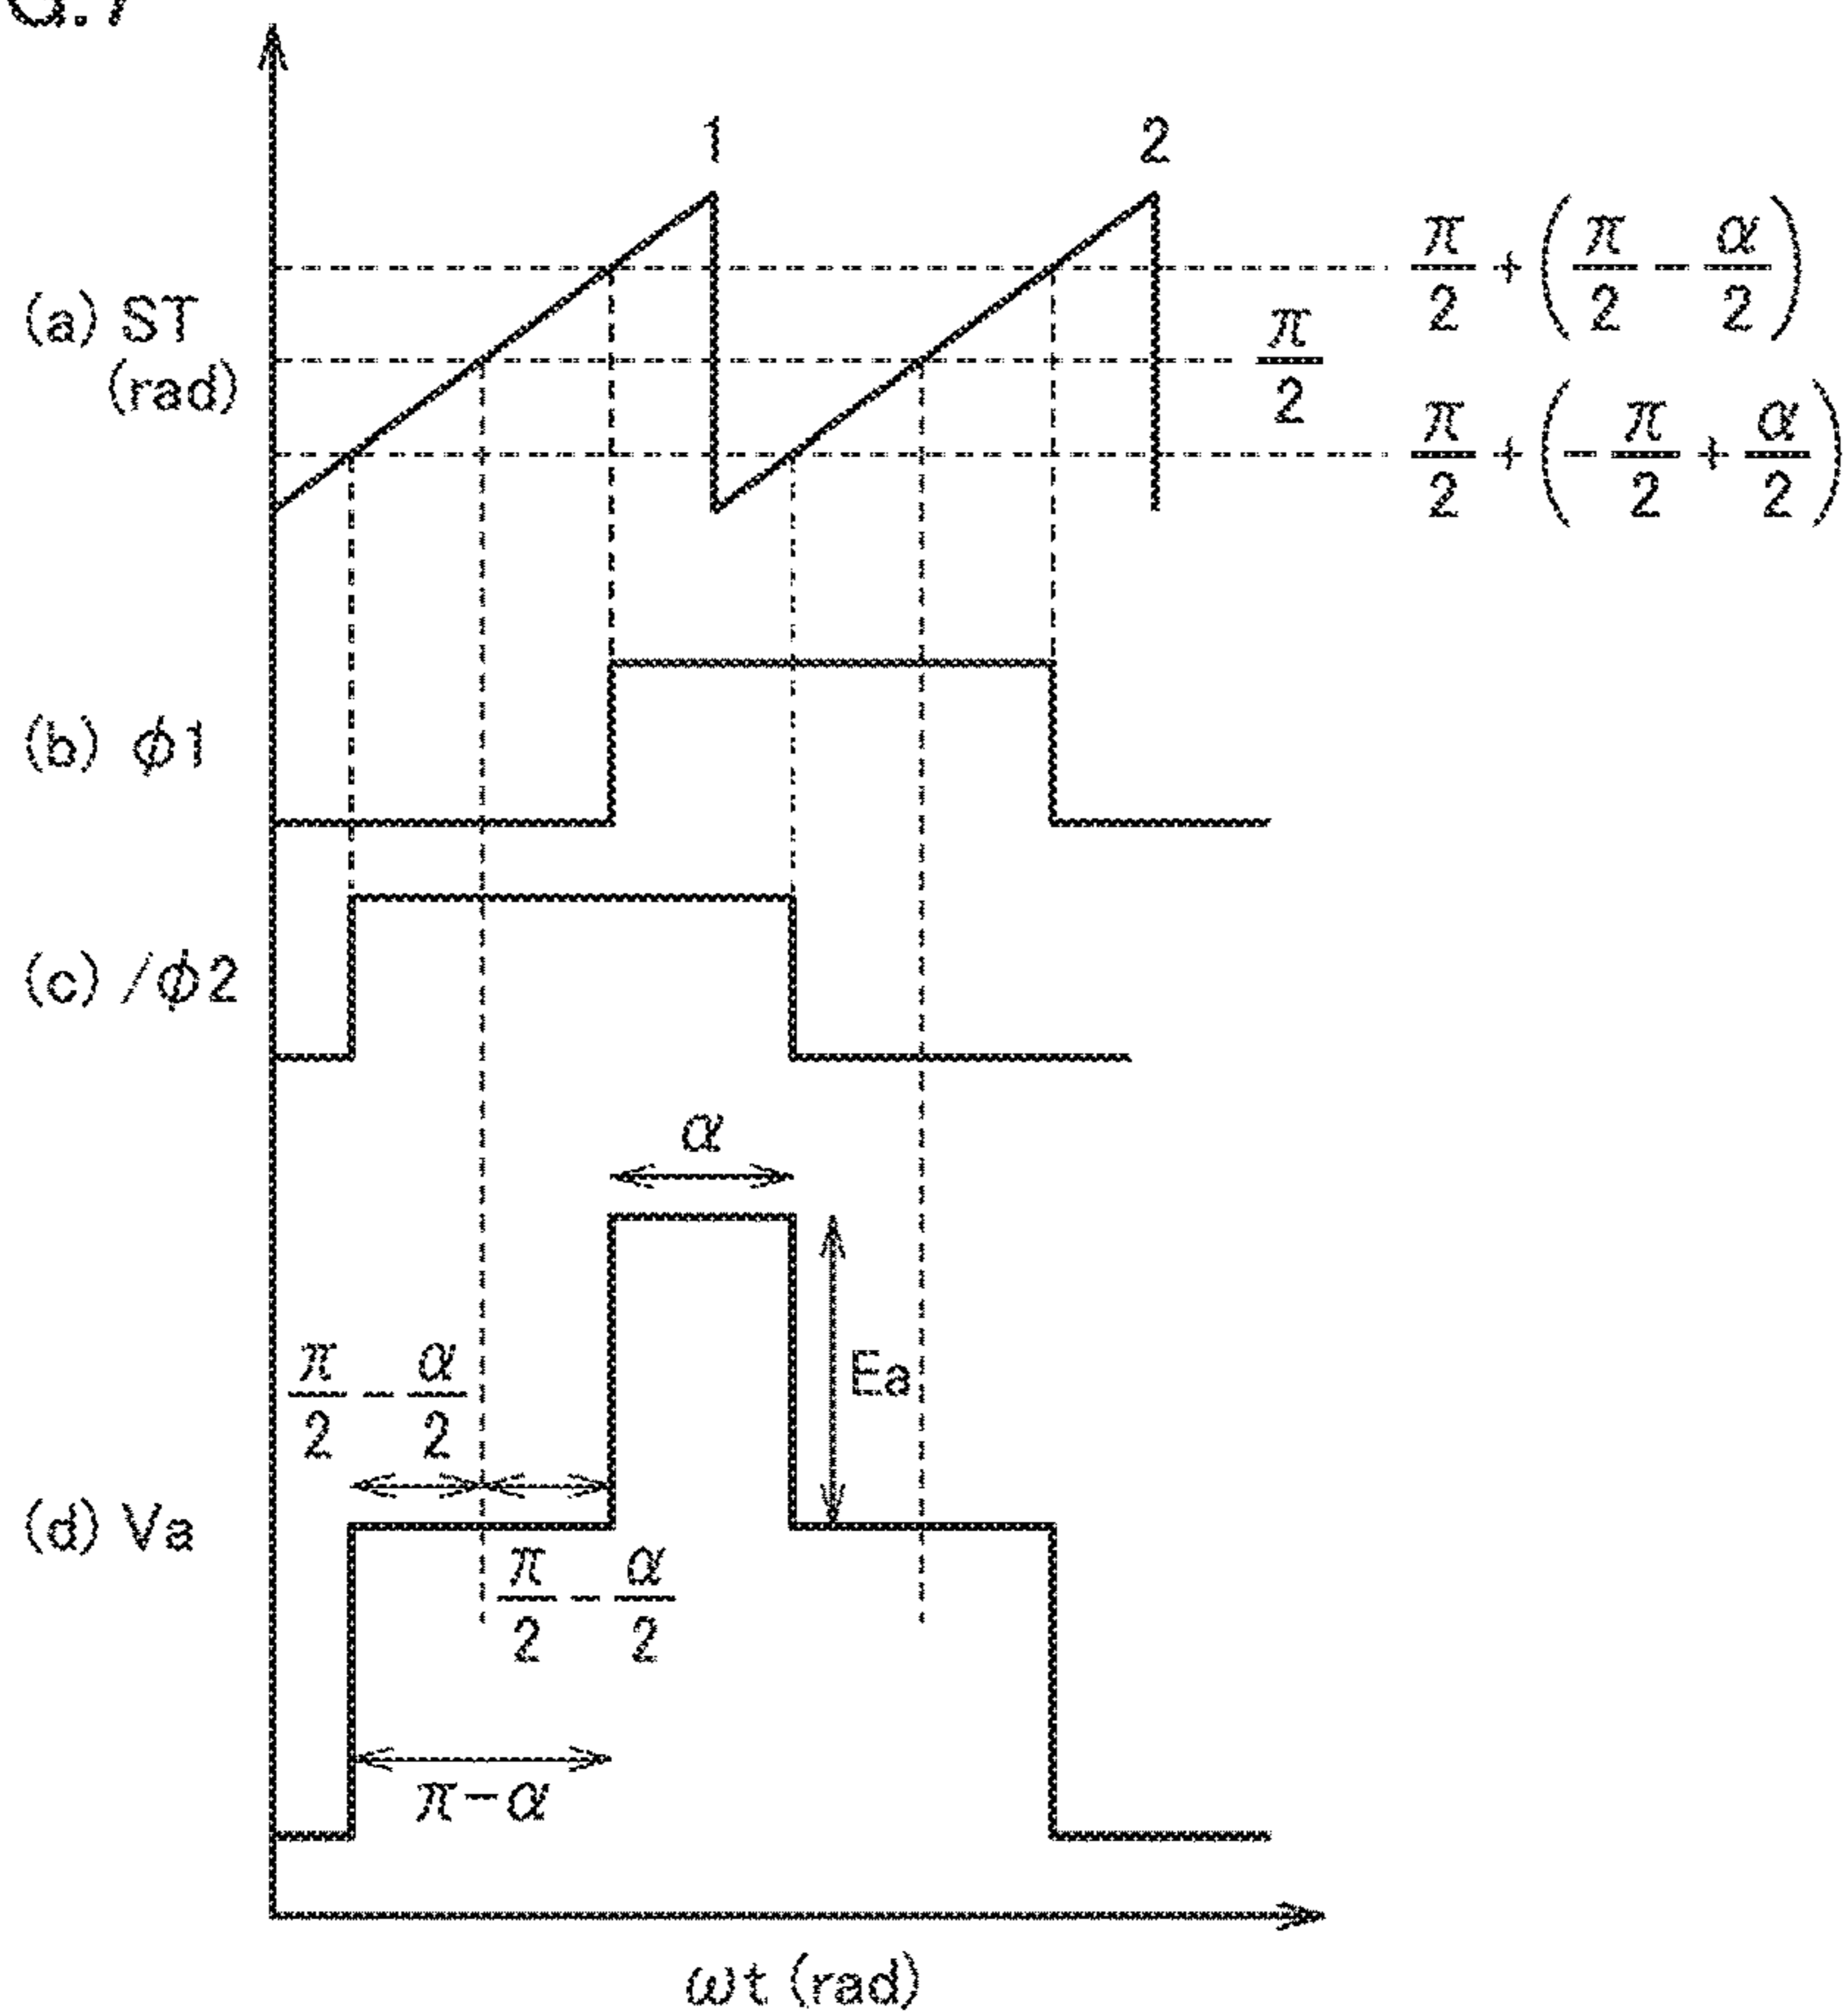 G.7
1
2
(a) ST
(rad)
π/2 + (π/2 − α/2)
π/2
π/2 + (− π/2 + α/2)
(b) ϕ1
(c) /ϕ2
α
Ea
π/2 − α/2
(d) Va
π/2 − α/2
π−α
ωt (rad)